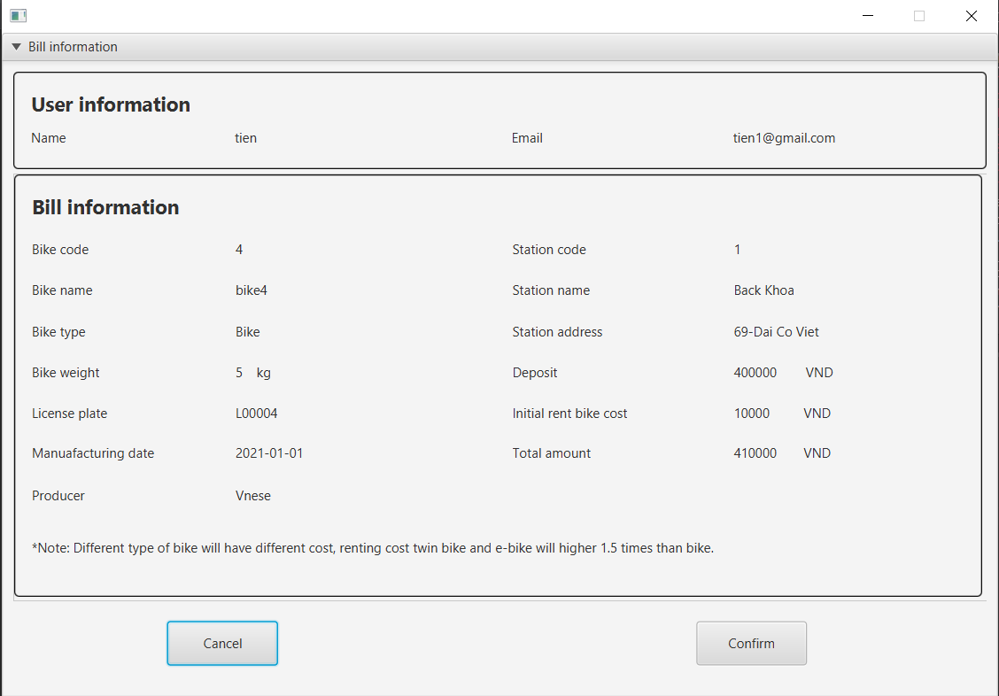 Bill information
User information
Name tien Email tien1@gmail.com
Bill information
Bike code 4 Station code 1
Bike name bike4 Station name Back Khoa
Bike type Bike Station address 69-Dai Co Viet
Bike weight 5 kg Deposit 400000 VND
License plate L00004 Initial rent bike cost 10000 VND
Manuafacturing date 2021-01-01 Total amount 410000 VND
Producer Vnese
*Note: Different type of bike will have different cost, renting cost twin bike and e-bike will higher 1.5 times than bike.
Cancel Confirm